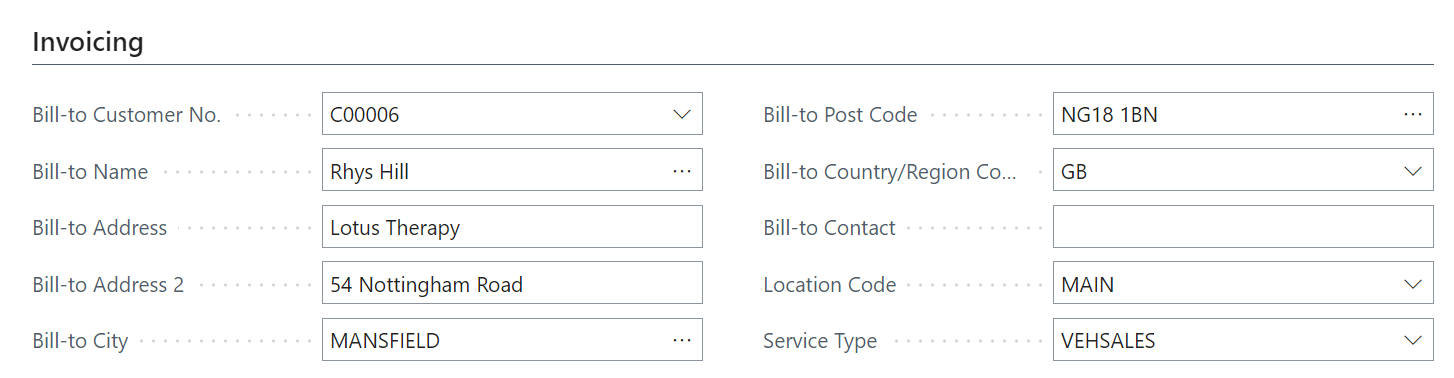 Invoicing
Bill-to Customer No. C00006
Bill-to Name Rhys Hill
Bill-to Address Lotus Therapy
Bill-to Address 2 54 Nottingham Road
Bill-to City MANSFIELD
Bill-to Post Code NG18 1BN
Bill-to Country/Region Co... GB
Bill-to Contact
Location Code MAIN
Service Type VEHSALES